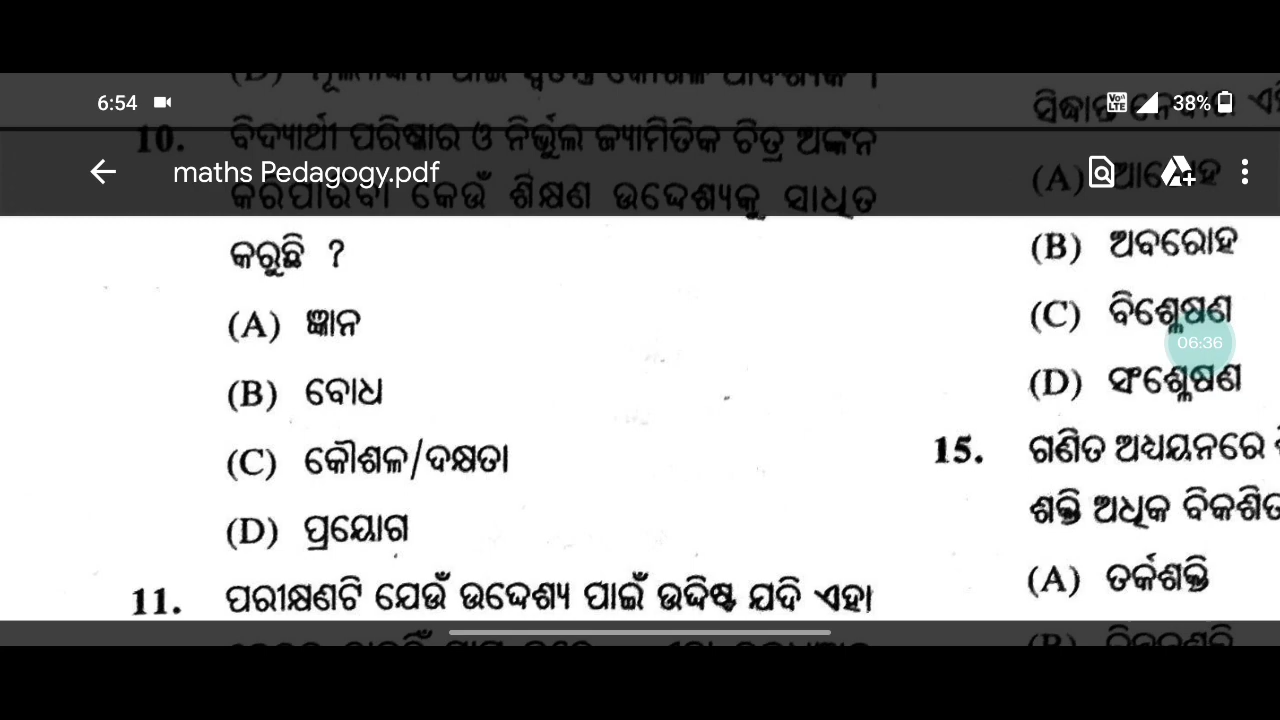 6:54
38%
maths Pedagogy.pdf
10. ବିଦ୍ୟାର୍ଥୀ ପରିଷ୍କାର ଓ ନିର୍ଭୁଲ ଜ୍ୟାମିତିକ ଚିତ୍ର ଅଙ୍କନ
କରିପାରିବା କେଉଁ ଶିକ୍ଷଣ ଉଦ୍ଦେଶ୍ୟକୁ ସାଧିତ
କରୁଛି ?
(A) ଜ୍ଞାନ
(B) ବୋଧ
(C) କୌଶଳ/ଦକ୍ଷତା
(D) ପ୍ରୟୋଗ
11. ପରୀକ୍ଷଣଟି ଯେଉଁ ଉଦ୍ଦେଶ୍ୟ ପାଇଁ ଉଦ୍ଦିଷ୍ଟ ଯଦି ଏହା
(A)
(B) ଅବରୋହ
(C) ବିଶ୍ଳେଷଣ
06:36
(D) ସଂଶ୍ଳେଷଣ
15. ଗଣିତ ଅଧ୍ୟୟନରେ
ଶକ୍ତି ଅଧିକ ବିକଶିତ
(A) ତର୍କଶକ୍ତି